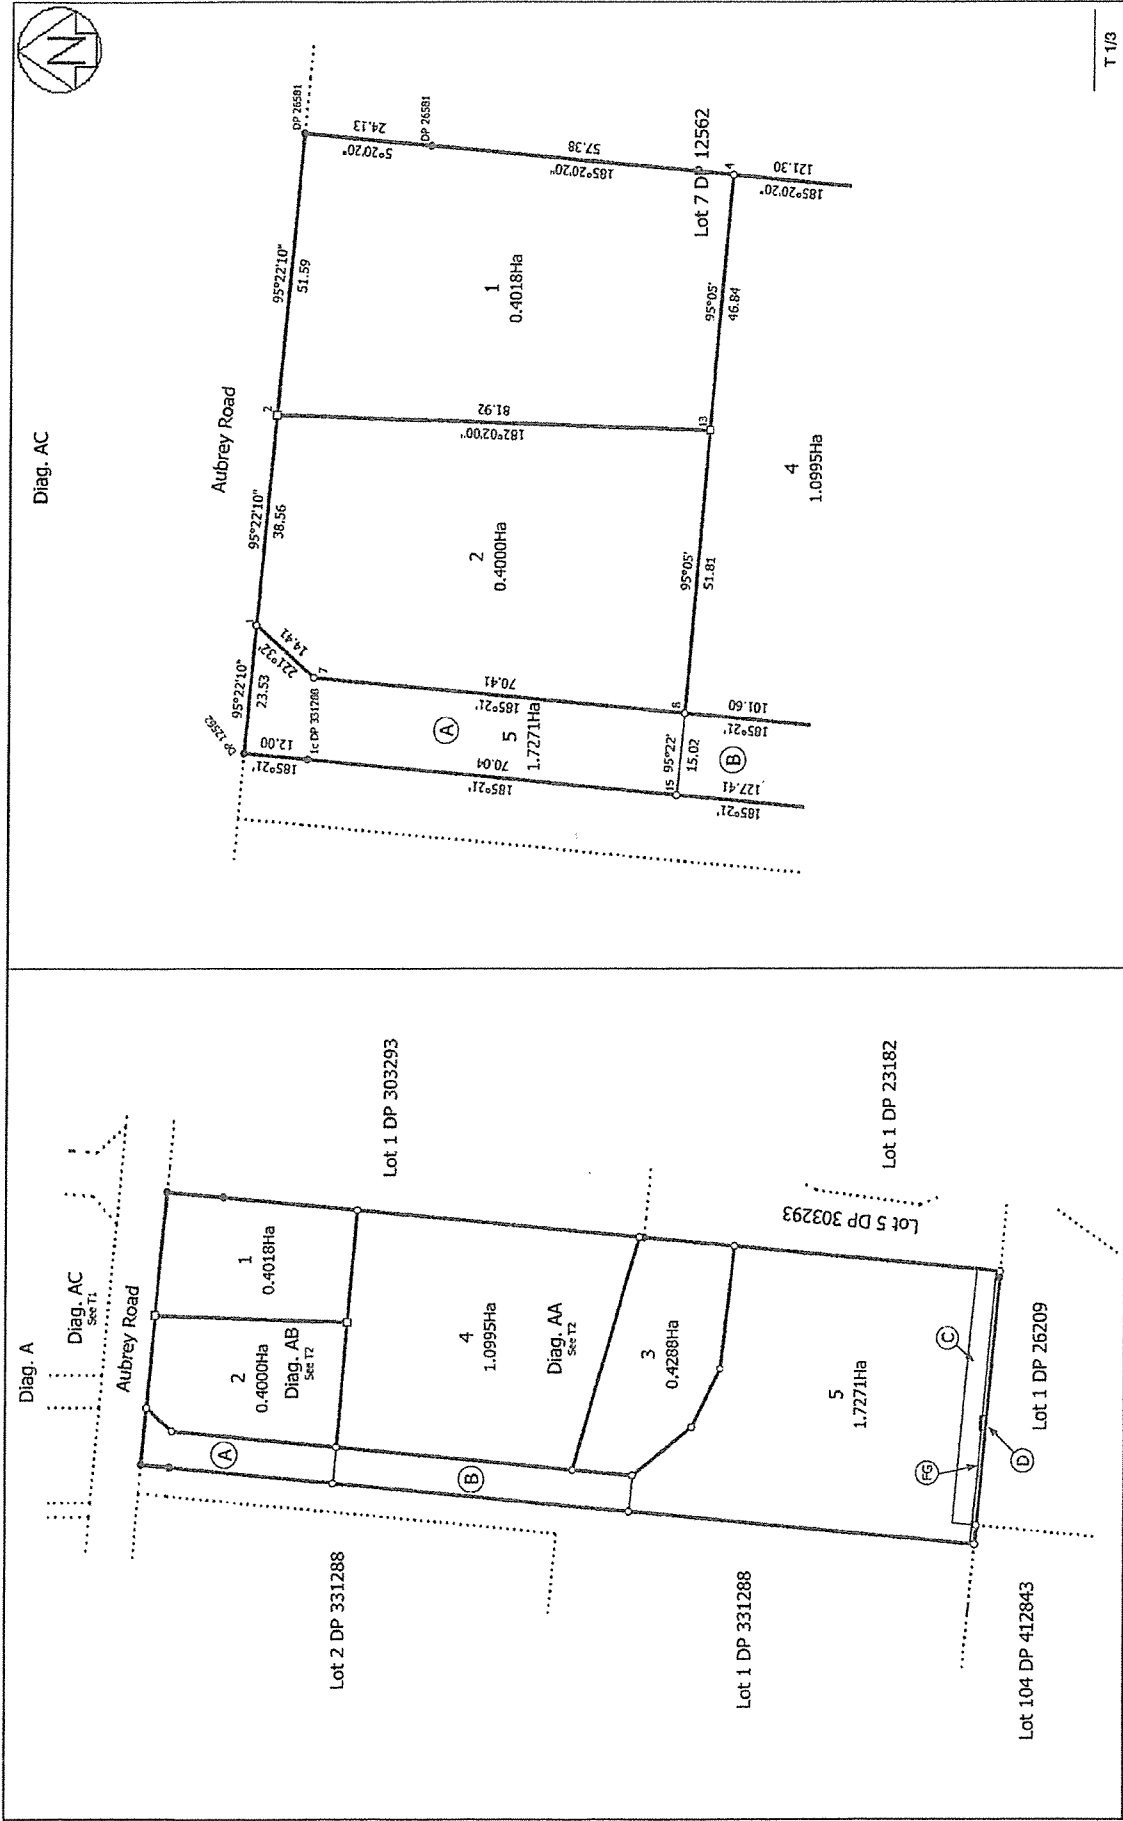 Diag. A
Diag. AC
See T1
Aubrey Road
1
0.4018Ha
2
0.4000Ha
Diag. AB
See T2
A
Lot 1 DP 303293
Lot 2 DP 331288
4
1.0995Ha
B
Diag. AA
See T2
3
0.4288Ha
Lot 1 DP 331288
5
1.7271Ha
Lot 5 DP 303293
Lot 1 DP 23182
C
FG
D
Lot 1 DP 26209
Lot 104 DP 412843
Diag. AC
N
Aubrey Road
DP 12562
95°22'10"
23.53
1
95°22'10"
38.56
2
95°22'10"
51.59
DP 26581
185°21'
12.00
1c DP 331288
221°32'
14.41
7
5°20'20"
24.13
DP 26581
185°21'
70.04
A
5
1.7271Ha
185°21'
70.41
2
0.4000Ha
182°02'00"
81.92
1
0.4018Ha
185°20'20"
57.38
Lot 7 DP 12562
15
95°22'
15.02
8
95°05'
51.81
13
95°05'
46.84
4
185°21'
127.41
B
185°21'
101.60
4
1.0995Ha
185°20'20"
121.30
T 1/3